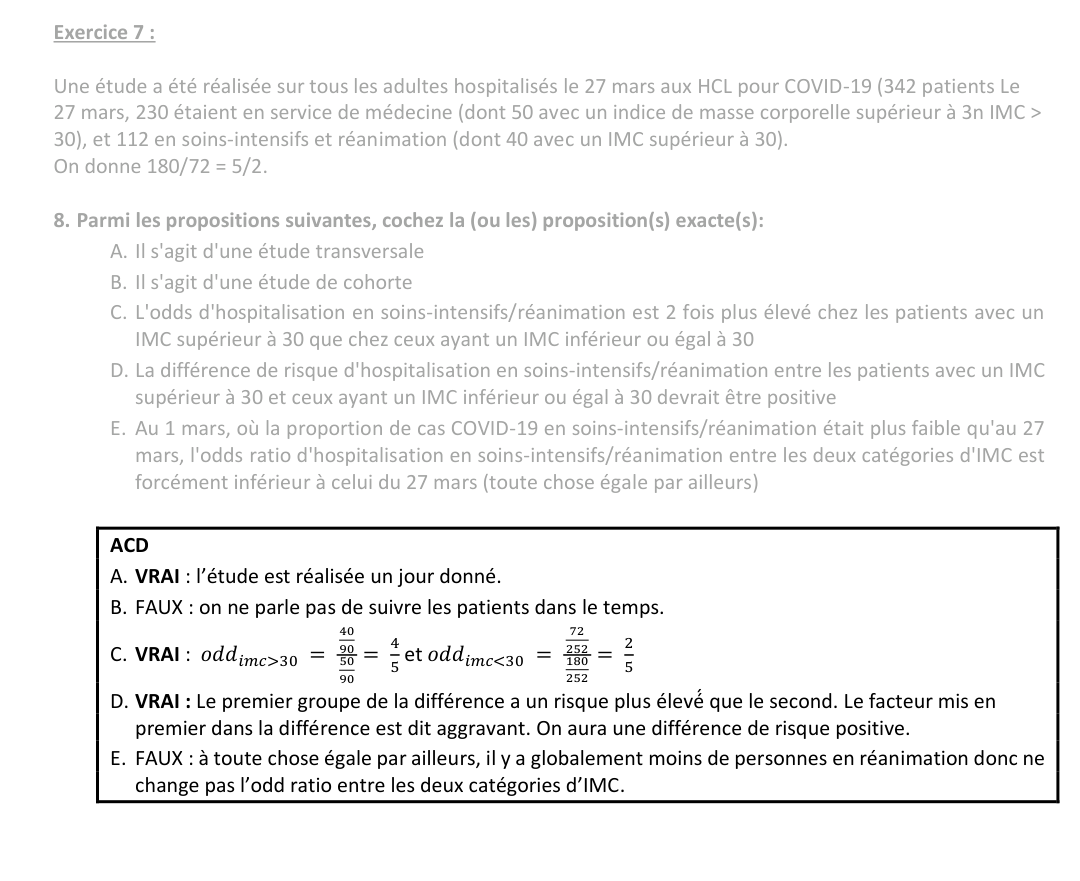 Exercice 7 :
Une étude a été réalisée sur tous les adultes hospitalisés le 27 mars aux HCL pour COVID-19 (342 patients Le
27 mars, 230 étaient en service de médecine (dont 50 avec un indice de masse corporelle supérieur à 3n IMC >
30), et 112 en soins-intensifs et réanimation (dont 40 avec un IMC supérieur à 30).
On donne 180/72 = 5/2.
8. Parmi les propositions suivantes, cochez la (ou les) proposition(s) exacte(s):
A. Il s'agit d'une étude transversale
B. Il s'agit d'une étude de cohorte
C. L'odds d'hospitalisation en soins-intensifs/réanimation est 2 fois plus élevé chez les patients avec un
IMC supérieur à 30 que chez ceux ayant un IMC inférieur ou égal à 30
D. La différence de risque d'hospitalisation en soins-intensifs/réanimation entre les patients avec un IMC
supérieur à 30 et ceux ayant un IMC inférieur ou égal à 30 devrait être positive
E. Au 1 mars, où la proportion de cas COVID-19 en soins-intensifs/réanimation était plus faible qu'au 27
mars, l'odds ratio d'hospitalisation en soins-intensifs/réanimation entre les deux catégories d'IMC est
forcément inférieur à celui du 27 mars (toute chose égale par ailleurs)
ACD
A. VRAI : l’étude est réalisée un jour donné.
B. FAUX : on ne parle pas de suivre les patients dans le temps.
C. VRAI : odd_imc>30 = (40/90)/(50/90) = 4/5 et odd_imc<30 = (72/252)/(180/252) = 2/5
D. VRAI : Le premier groupe de la différence a un risque plus élevé́ que le second. Le facteur mis en
premier dans la différence est dit aggravant. On aura une différence de risque positive.
E. FAUX : à toute chose égale par ailleurs, il y a globalement moins de personnes en réanimation donc ne
change pas l’odd ratio entre les deux catégories d’IMC.